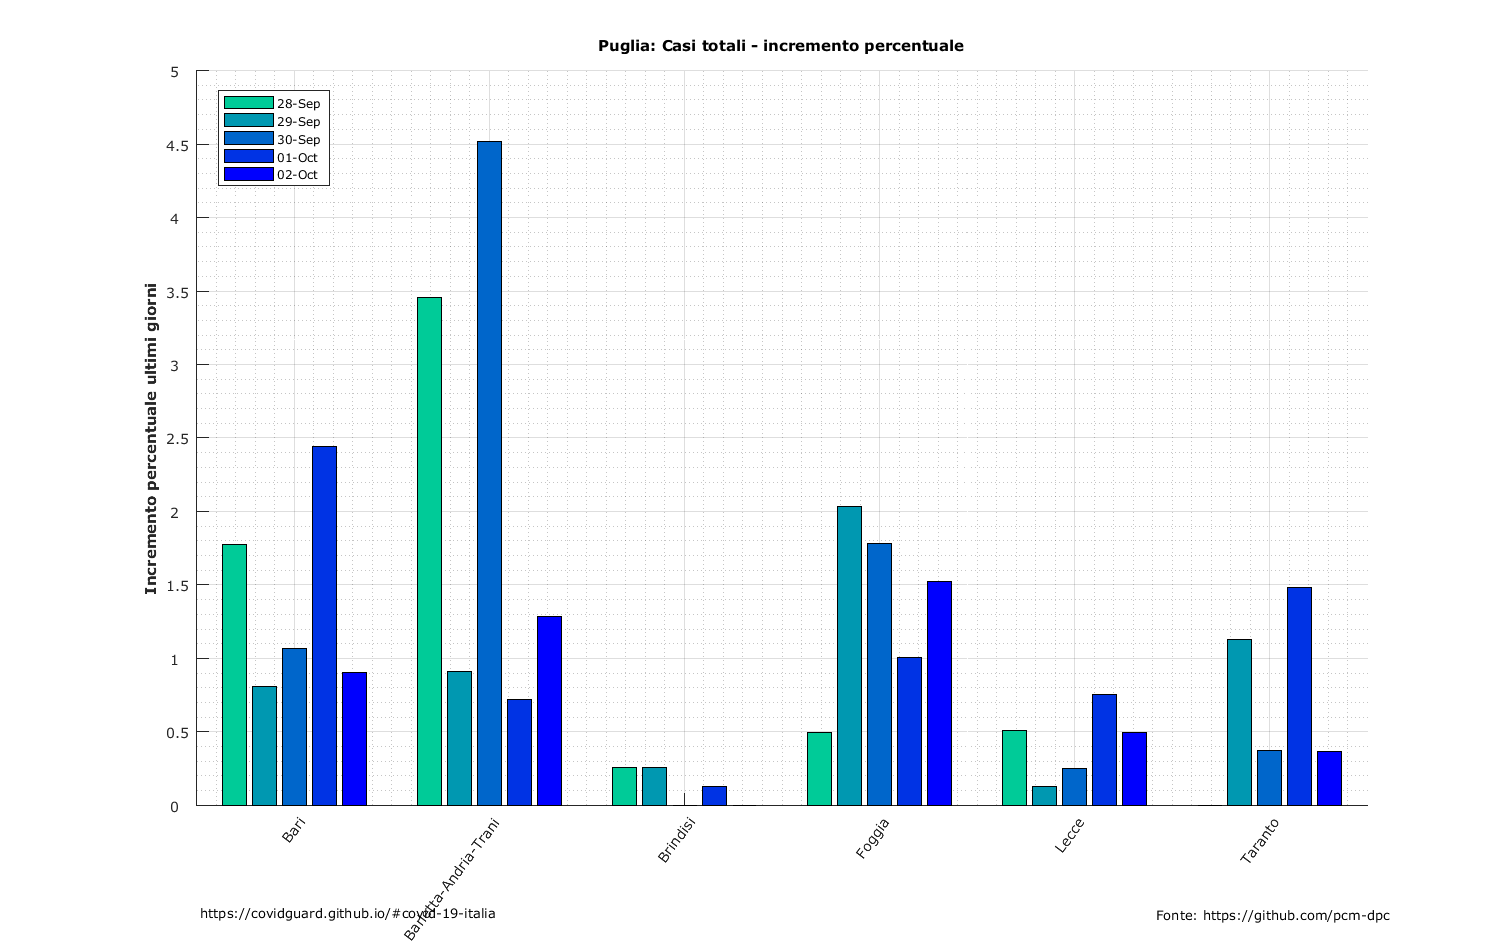 Puglia: Casi totali - incremento percentuale
5
4.5
4
3.5
3
2.5
2
1.5
1
0.5
0
Incremento percentuale ultimi giorni
28-Sep
29-Sep
30-Sep
01-Oct
02-Oct
Bari
Barletta-Andria-Trani
Brindisi
Foggia
Lecce
Taranto
https://covidguard.github.io/#covid-19-italia
Fonte: https://github.com/pcm-dpc